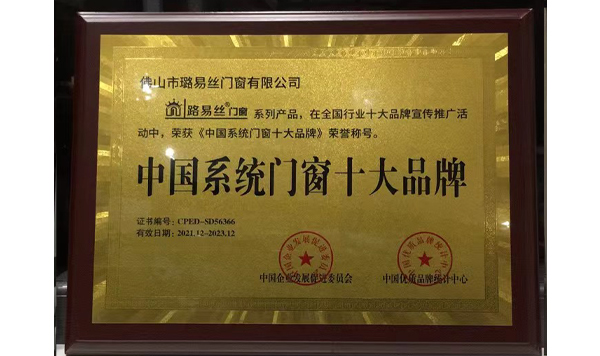 佛山市璐易丝门窗有限公司
路易丝®门窗 系列产品，在全国行业十大品牌宣传推广活
动中，荣获《中国系统门窗十大品牌》荣誉称号。
中国系统门窗十大品牌
证书编号：CPED-SD56366
有效日期：2021.12-2023.12
中国企业发展促进委员会
中国优质品牌统计中心